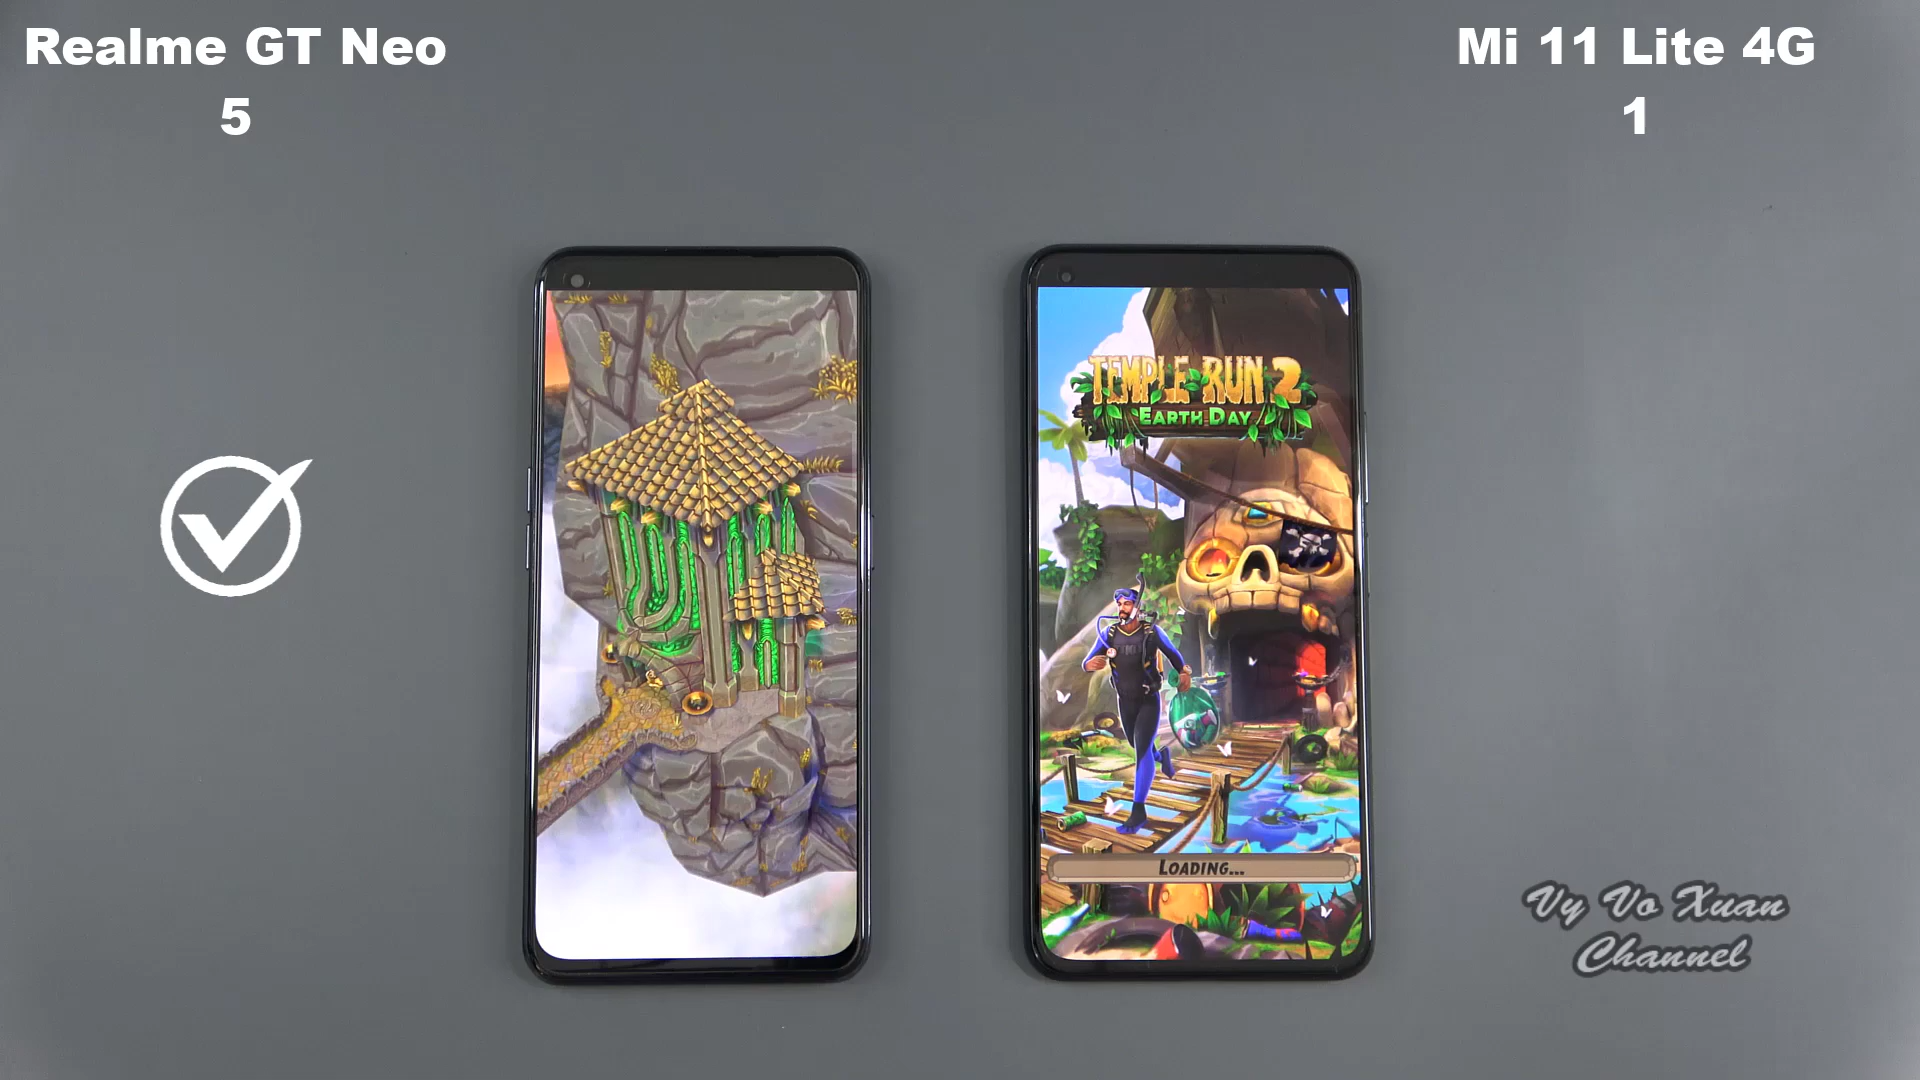 Realme GT Neo
5
Mi 11 Lite 4G
1
TEMPLE RUN 2
EARTH DAY
LOADING...
Vy Vo Xuan
Channel